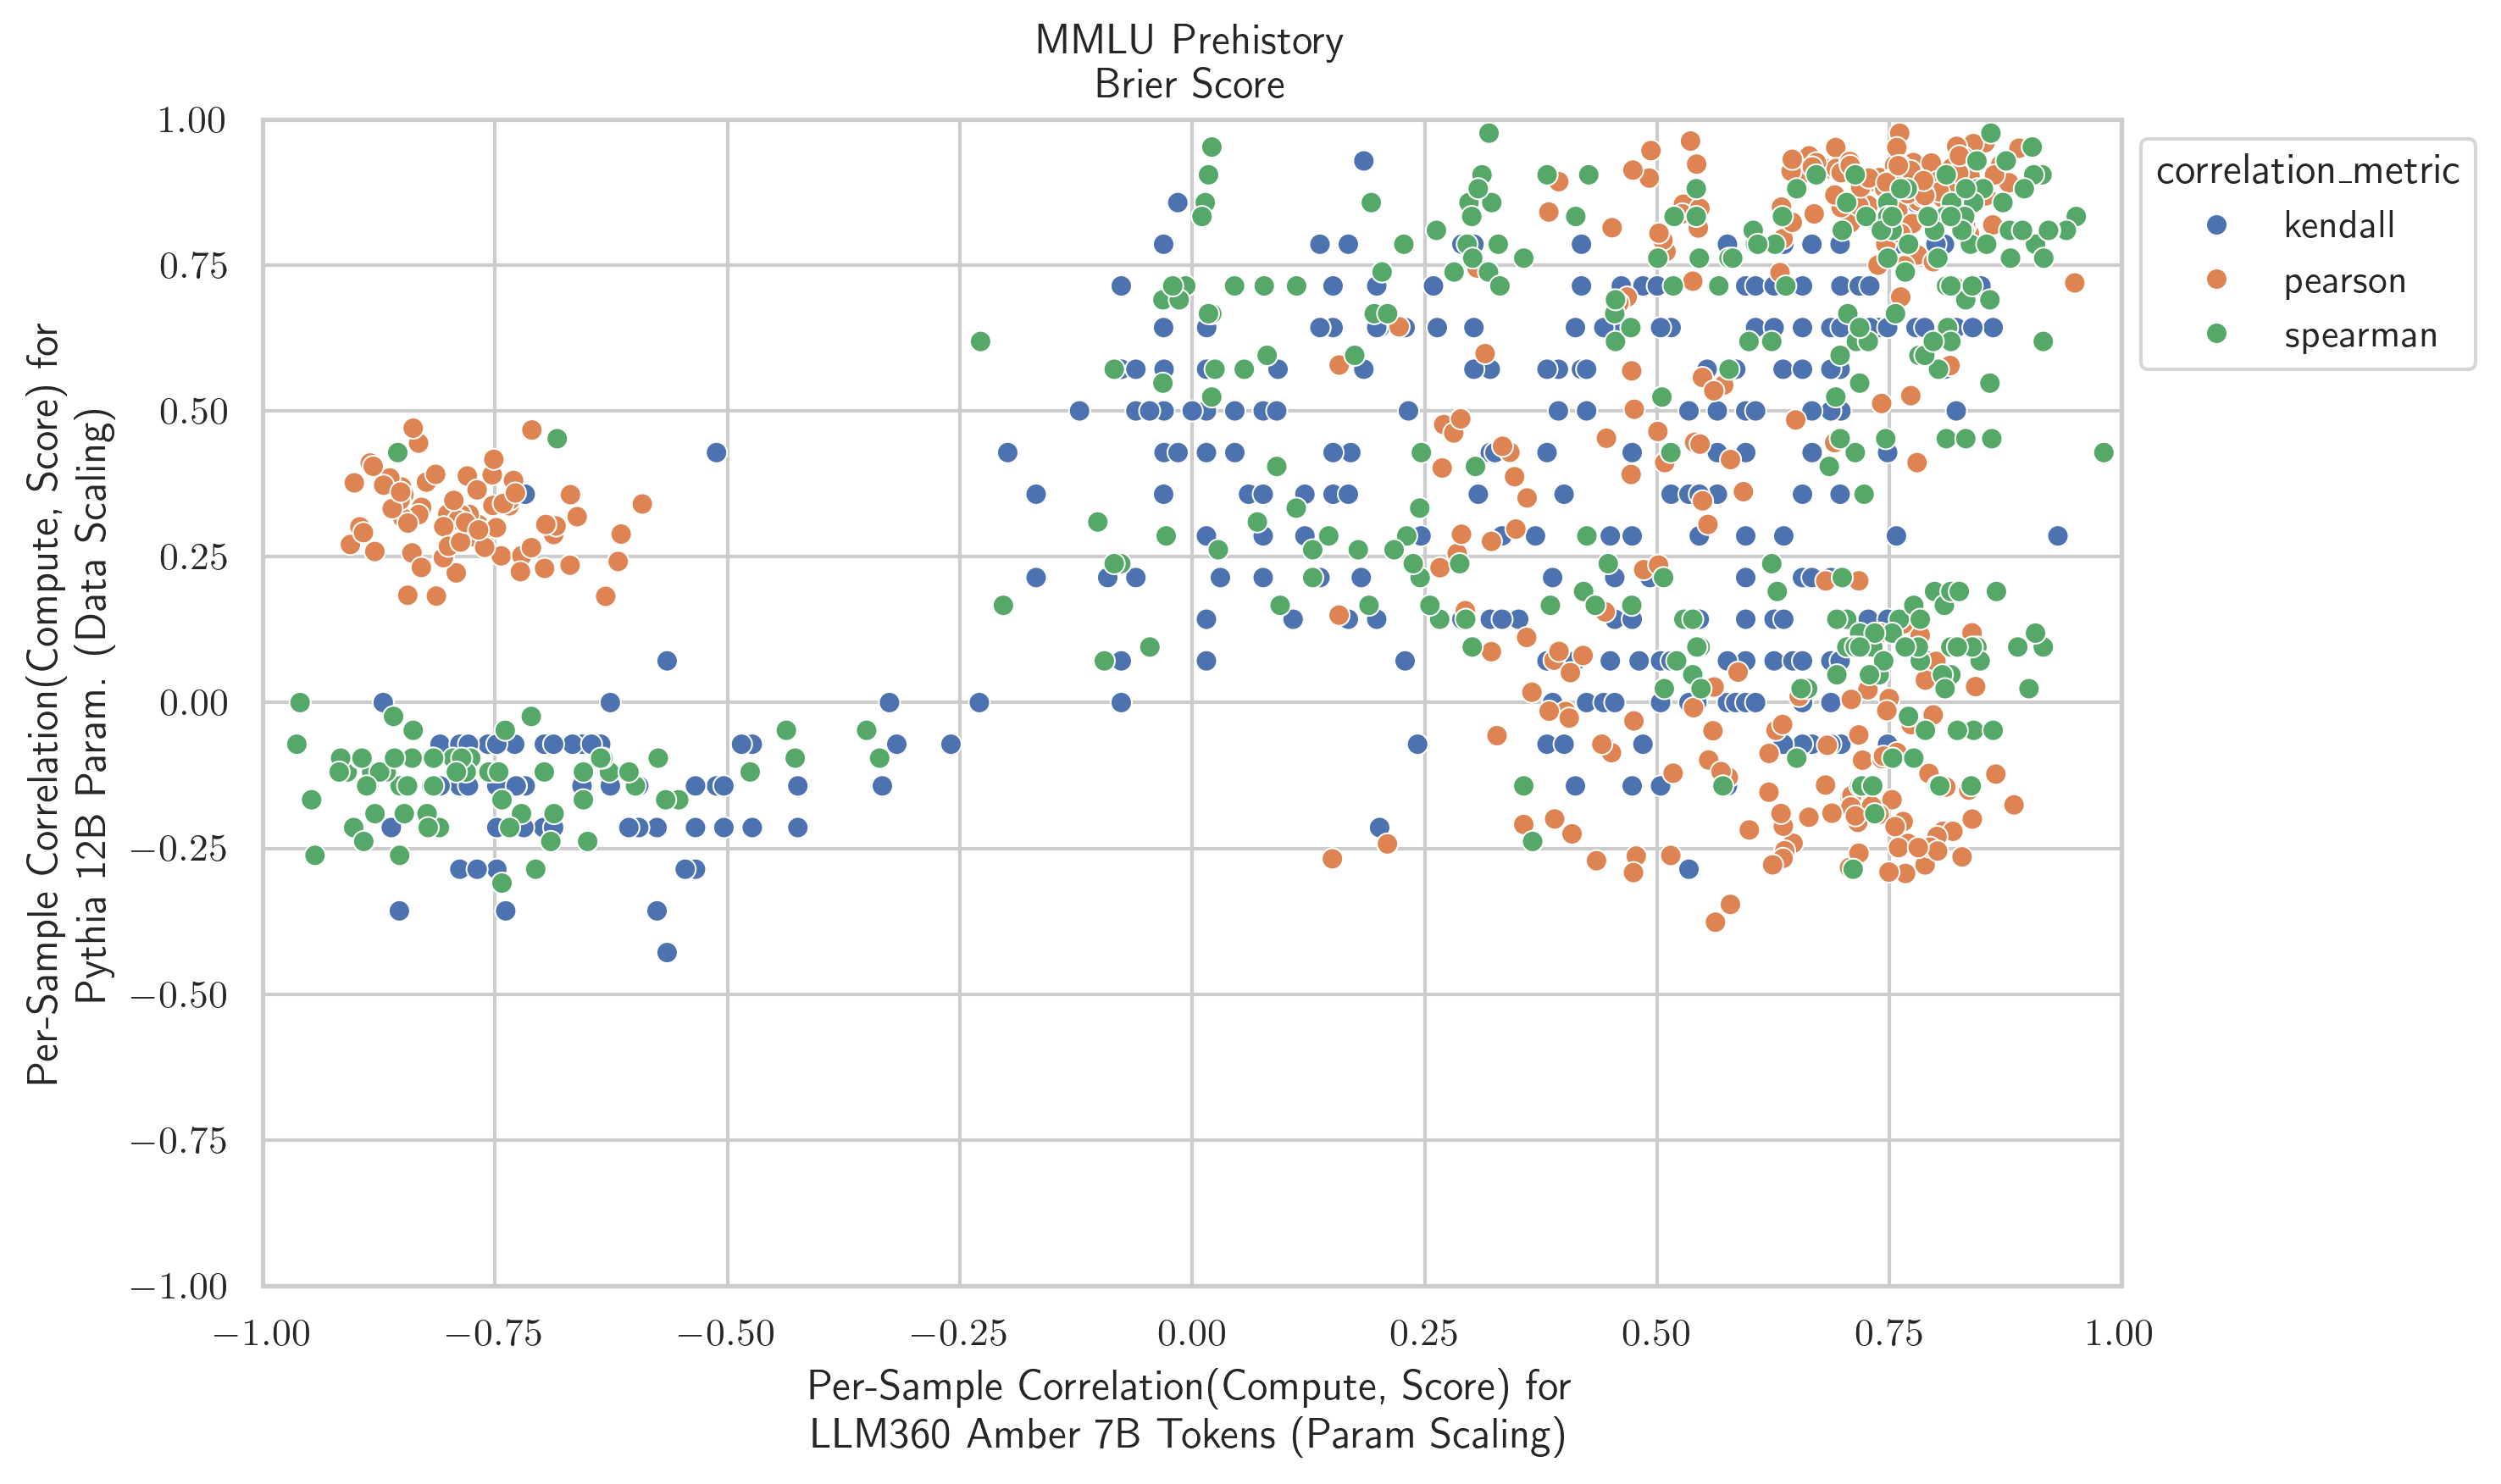 MMLU Prehistory
Brier Score
Per-Sample Correlation(Compute, Score) for
Pythia 12B Param. (Data Scaling)
1.00
0.75
0.50
0.25
0.00
−0.25
−0.50
−0.75
−1.00
−1.00 −0.75 −0.50 −0.25 0.00 0.25 0.50 0.75 1.00
Per-Sample Correlation(Compute, Score) for
LLM360 Amber 7B Tokens (Param Scaling)
correlation_metric
kendall
pearson
spearman